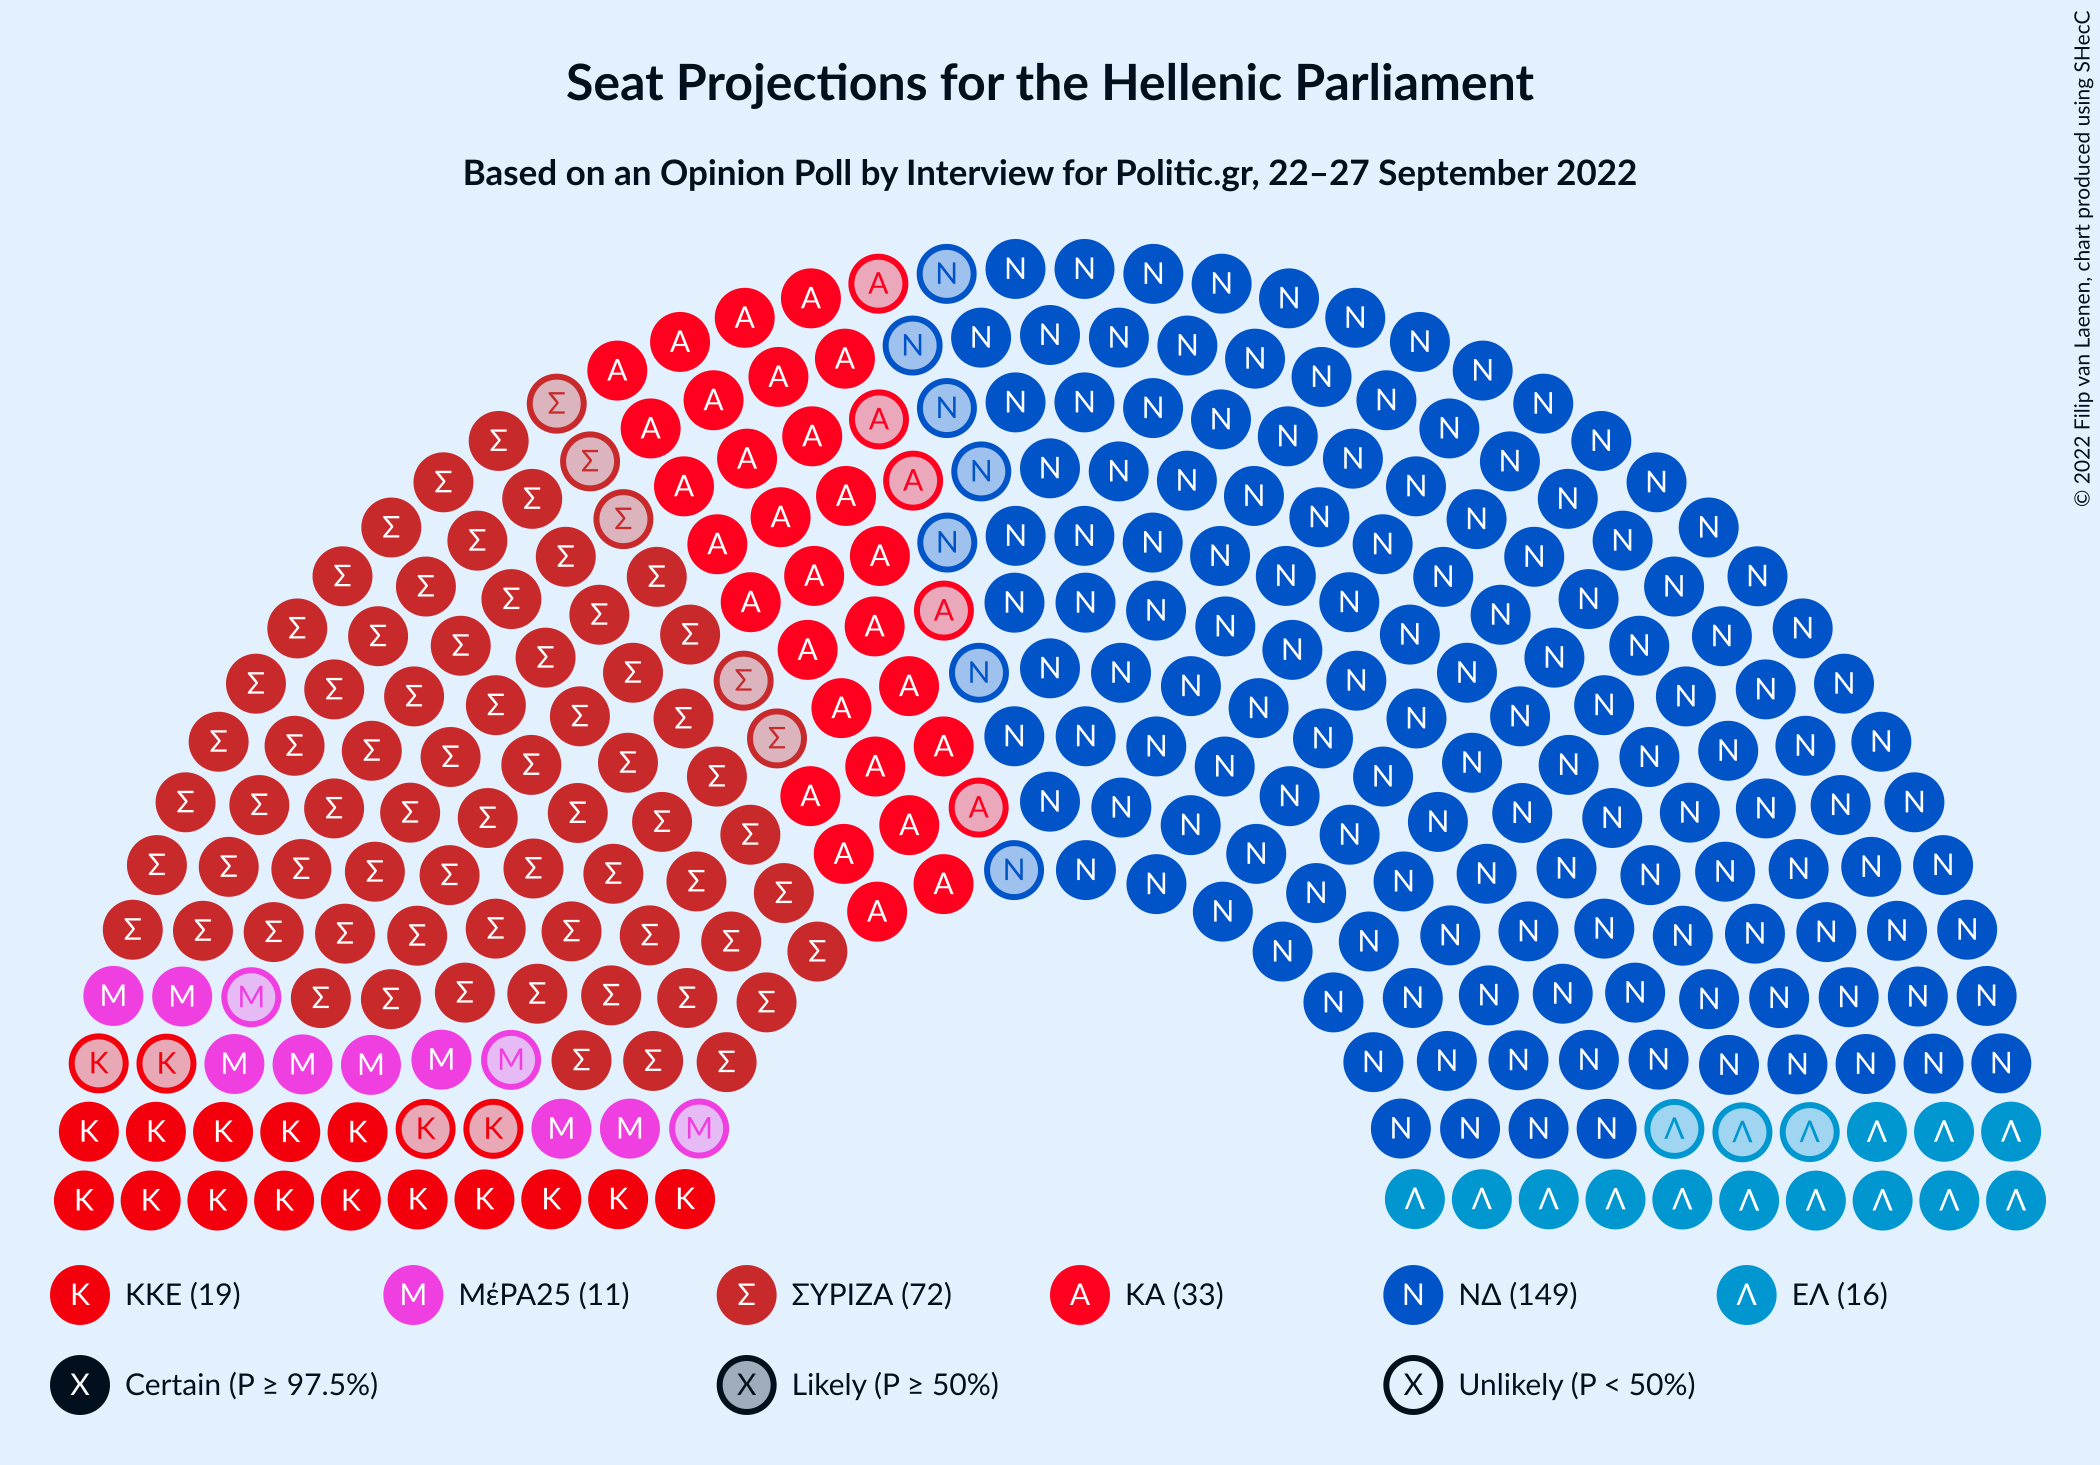 Seat Projections for the Hellenic Parliament
Based on an Opinion Poll by Interview for Politic.gr, 22–27 September 2022
© 2022 Filip van Laenen, chart produced using SHecC
K KKE (19) M ΜέΡΑ25 (11) Σ ΣΥΡΙΖΑ (72) A ΚΑ (33) N ΝΔ (149) Λ ΕΛ (16)
X Certain (P ≥ 97.5%) X Likely (P ≥ 50%) X Unlikely (P < 50%)